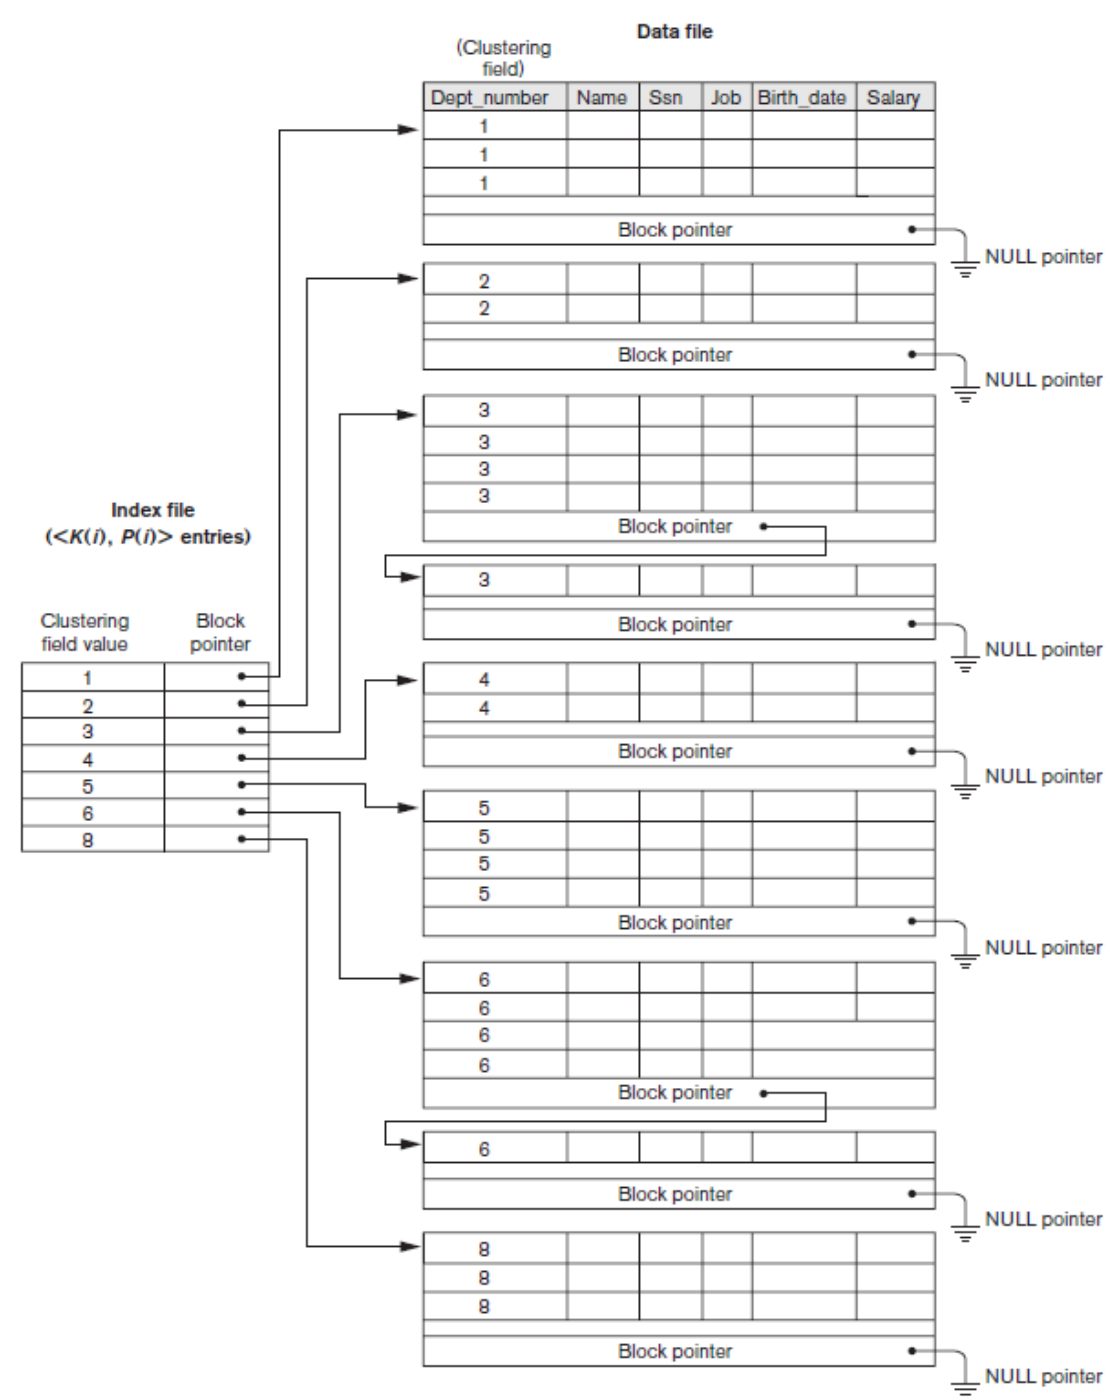 Data file
(Clustering
field)
Dept_number Name Ssn Job Birth_date Salary
1
1
1
Block pointer
NULL pointer
2
2
Block pointer
NULL pointer
3
3
3
3
Block pointer
3
Block pointer
NULL pointer
Index file
(<K(i), P(i)> entries)
Clustering
field value
Block
pointer
1
2
3
4
5
6
8
4
4
Block pointer
NULL pointer
5
5
5
5
Block pointer
NULL pointer
6
6
6
6
Block pointer
6
Block pointer
NULL pointer
8
8
8
Block pointer
NULL pointer